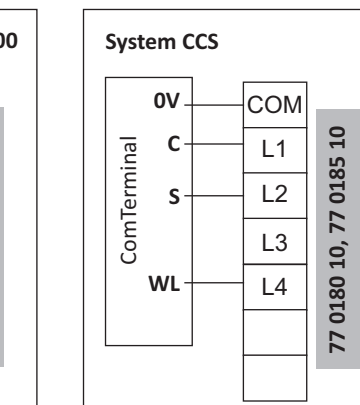 00
System CCS
0V COM
C L1
S L2
L3
WL L4
ComTerminal
77 0180 10, 77 0185 10